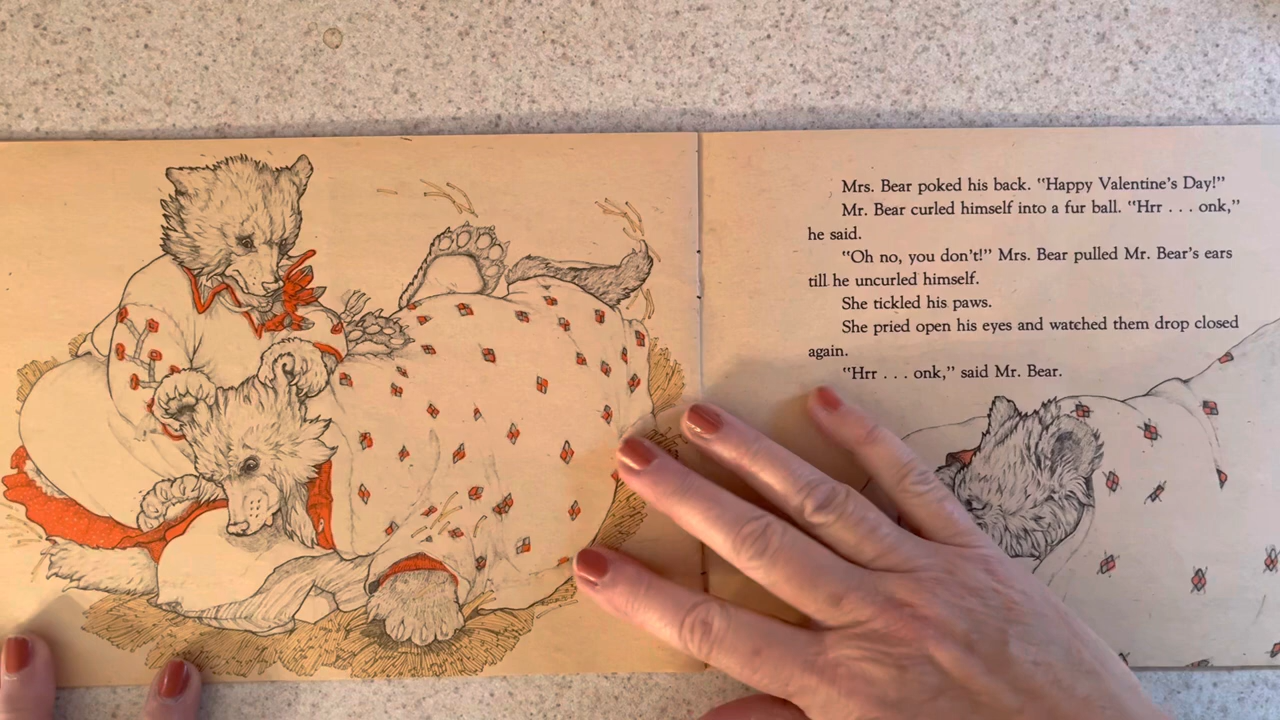 Mrs. Bear poked his back. "Happy Valentine's Day!"
Mr. Bear curled himself into a fur ball. "Hrr . . . onk,"
he said.
"Oh no, you don't!" Mrs. Bear pulled Mr. Bear's ears
till he uncurled himself.
She tickled his paws.
She pried open his eyes and watched them drop closed
again.
"Hrr . . . onk," said Mr. Bear.